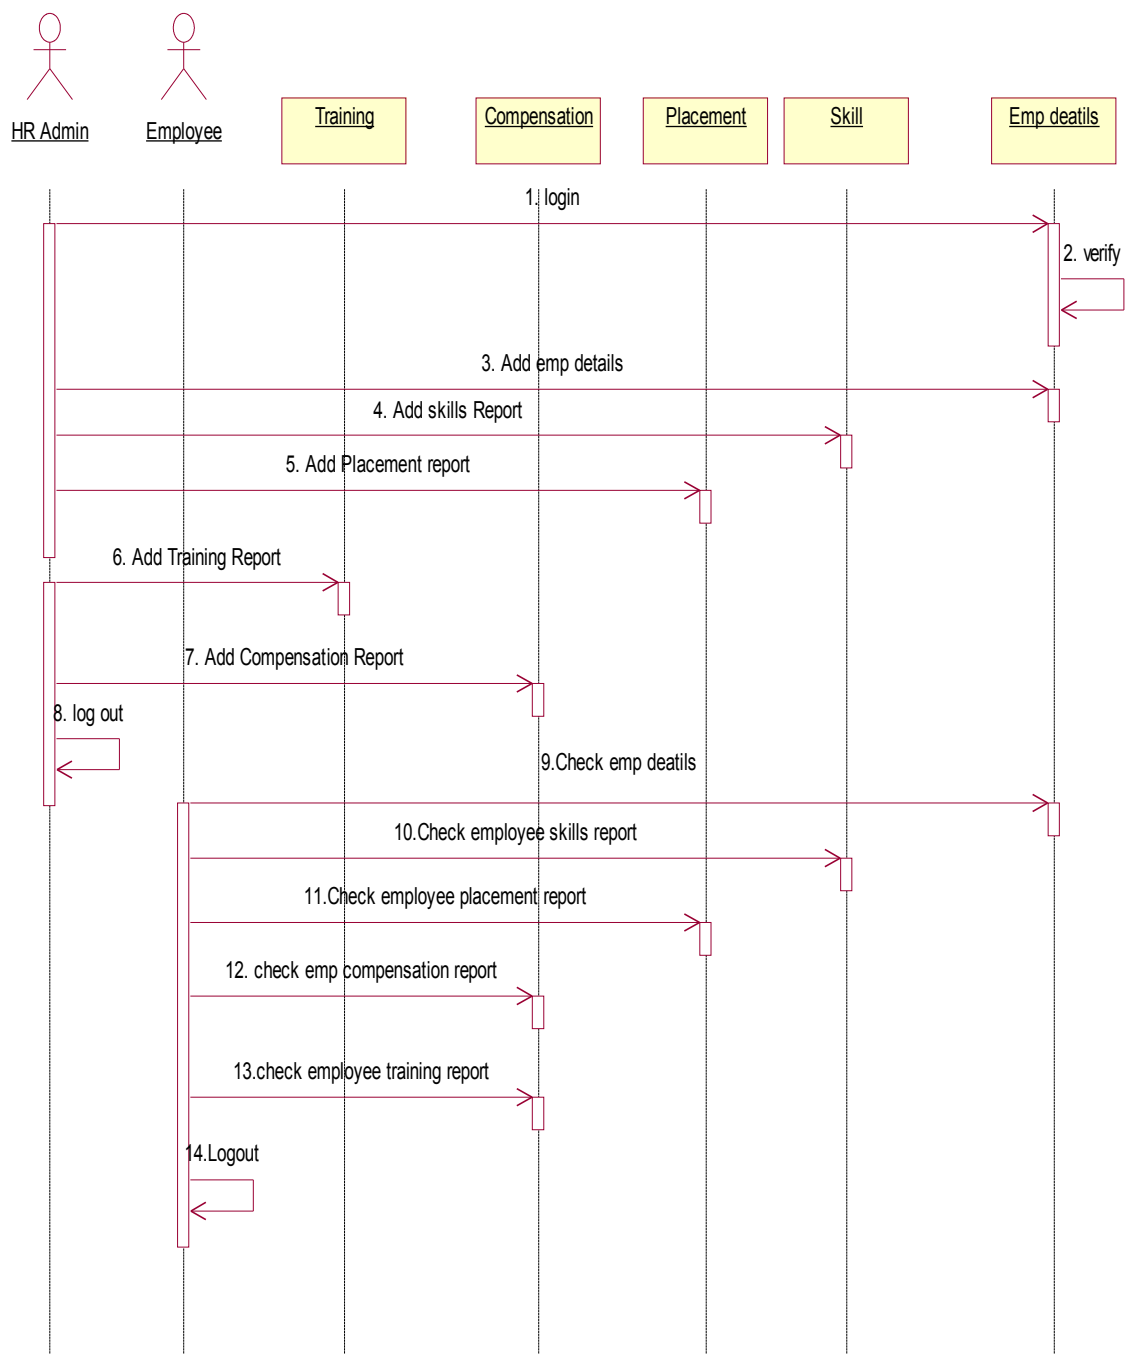 HR Admin
Employee
Training
Compensation
Placement
Skill
Emp deatils
1. login
2. verify
3. Add emp details
4. Add skills Report
5. Add Placement report
6. Add Training Report
7. Add Compensation Report
8. log out
9.Check emp deatils
10.Check employee skills report
11.Check employee placement report
12. check emp compensation report
13.check employee training report
14.Logout